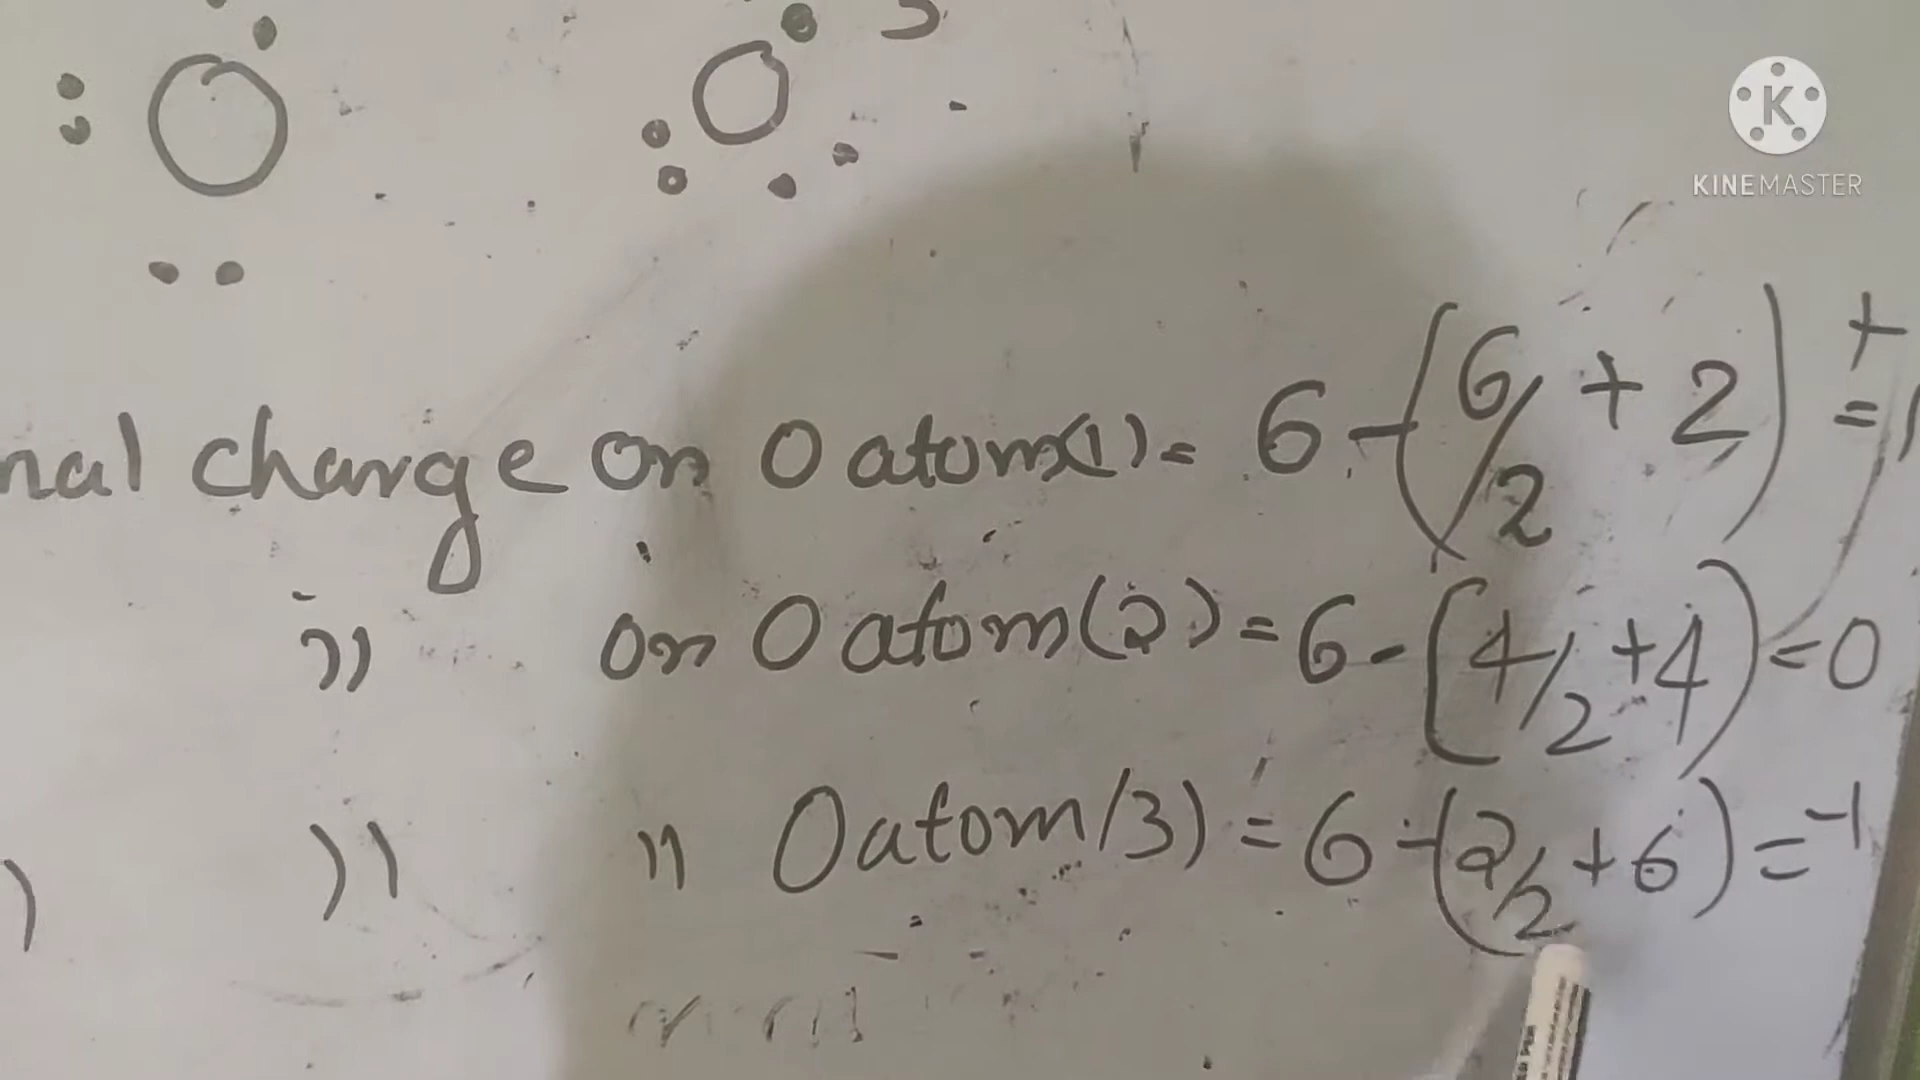 3
K
KINEMASTER
nal charge on O atom(1) = 6 - (6/2 + 2) = +1
〃 on O atom(2) = 6 - (4/2 + 4) = 0
〃 〃 O atom(3) = 6 - (2/2 + 6) = -1